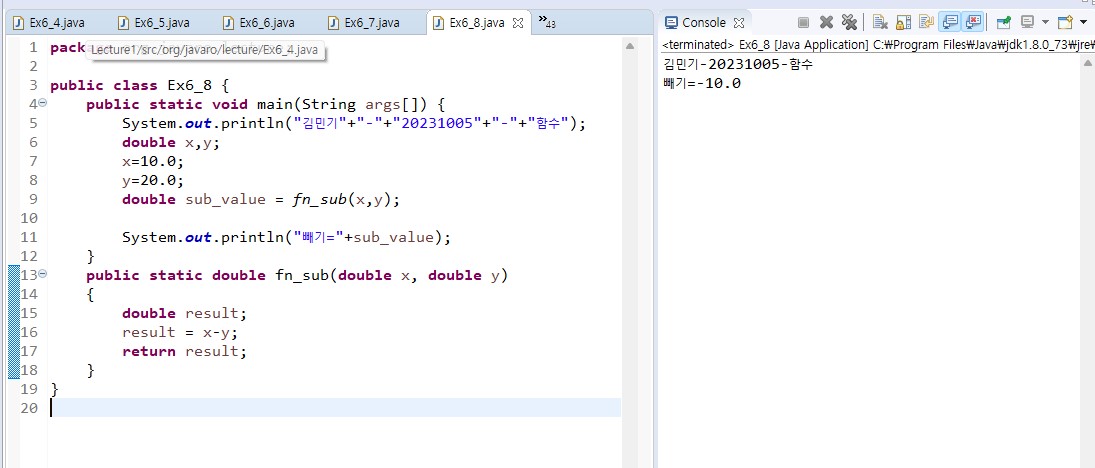 Ex6_4.java Ex6_5.java Ex6_6.java Ex6_7.java Ex6_8.java »43
Console
<terminated> Ex6_8 [Java Application] C:₩Program Files₩Java₩jdk1.8.0_73₩jre₩
1 pack
Lecture1/src/org/javaro/lecture/Ex6_4.java
2
3 public class Ex6_8 {
4 public static void main(String args[]) {
5 System.out.println("김민기"+"-"+"20231005"+"-"+"함수");
6 double x,y;
7 x=10.0;
8 y=20.0;
9 double sub_value = fn_sub(x,y);
10
11 System.out.println("빼기="+sub_value);
12 }
13 public static double fn_sub(double x, double y)
14 {
15 double result;
16 result = x-y;
17 return result;
18 }
19 }
20
김민기-20231005-함수
빼기=-10.0